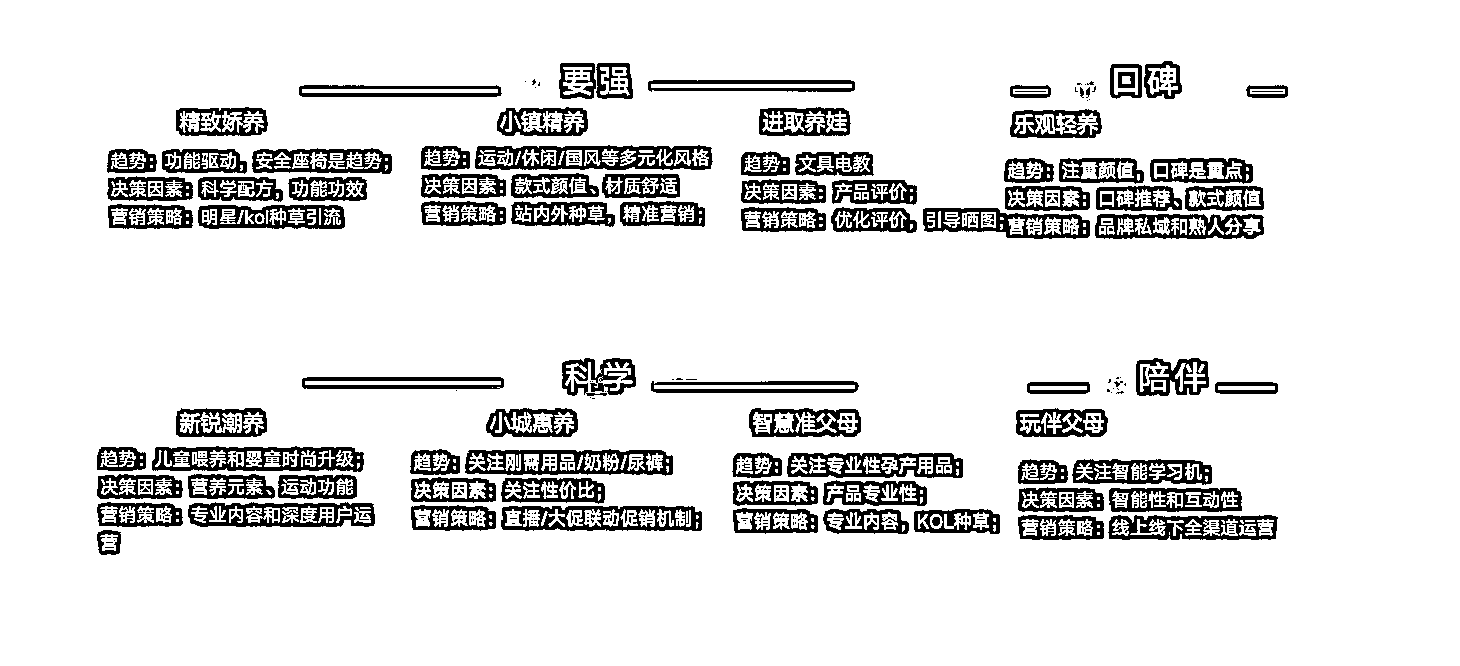 要强
精致娇养
趋势：功能驱动，安全座椅是趋势；
决策因素：科学配方，功能功效
营销策略：明星/kol种草引流
小镇精养
趋势：运动/休闲/国风等多元化风格
决策因素：款式颜值、材质舒适
营销策略：站内外种草，精准营销；
进取养娃
趋势：文具电教
决策因素：产品评价；
营销策略：优化评价，引导晒图；
口碑
乐观轻养
趋势：注重颜值，口碑是重点；
决策因素：口碑推荐、款式颜值
营销策略：品牌私域和熟人分享
科学
新锐潮养
趋势：儿童喂养和婴童时尚升级；
决策因素：营养元素、运动功能
营销策略：专业内容和深度用户运
营
小城惠养
趋势：关注刚需用品/奶粉/尿裤；
决策因素：关注性价比；
营销策略：直播/大促联动促销机制；
智慧准父母
趋势：关注专业性孕产用品；
决策因素：产品专业性；
营销策略：专业内容，KOL种草；
陪伴
玩伴父母
趋势：关注智能学习机；
决策因素：智能性和互动性
营销策略：线上线下全渠道运营